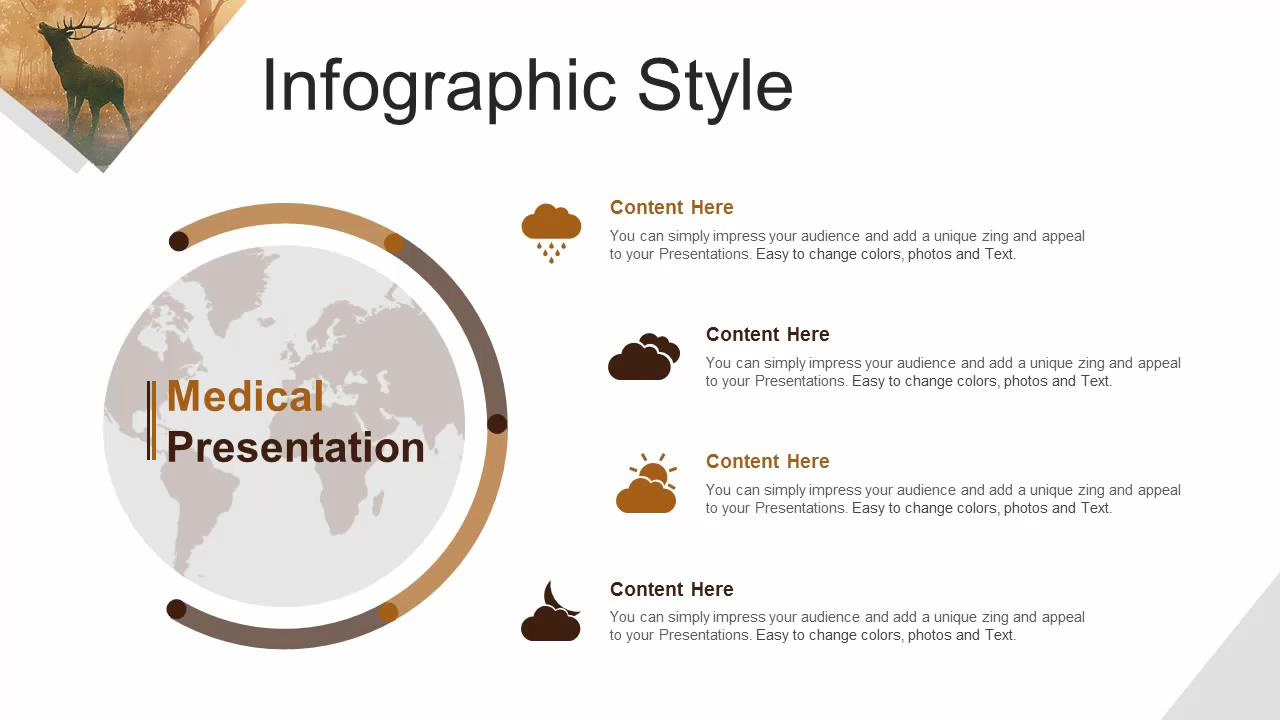 Infographic Style
Medical
Presentation
Content Here
You can simply impress your audience and add a unique zing and appeal
to your Presentations. Easy to change colors, photos and Text.
Content Here
You can simply impress your audience and add a unique zing and appeal
to your Presentations. Easy to change colors, photos and Text.
Content Here
You can simply impress your audience and add a unique zing and appeal
to your Presentations. Easy to change colors, photos and Text.
Content Here
You can simply impress your audience and add a unique zing and appeal
to your Presentations. Easy to change colors, photos and Text.